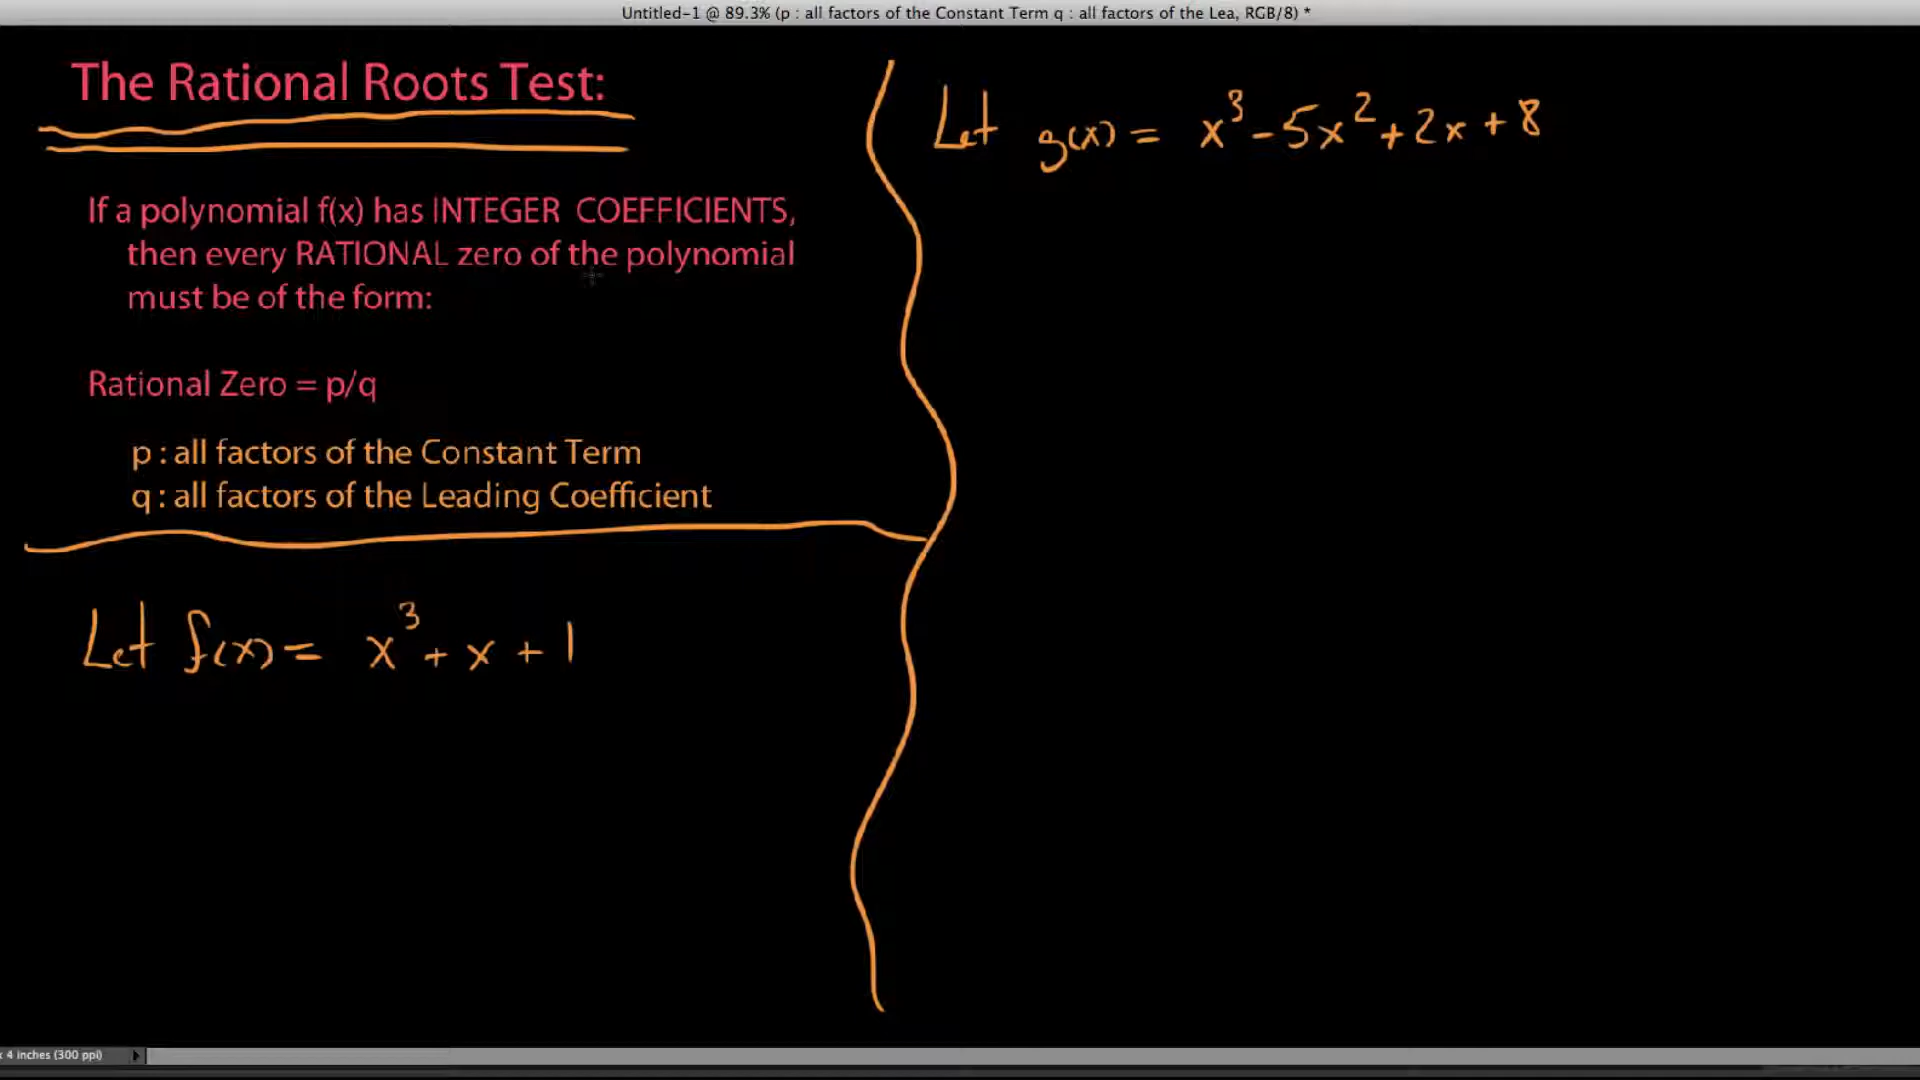 Untitled-1 @ 89.3% (p : all factors of the Constant Term q : all factors of the Lea, RGB/8) *
The Rational Roots Test:
If a polynomial f(x) has INTEGER COEFFICIENTS,
then every RATIONAL zero of the polynomial
must be of the form:
Rational Zero = p/q
p : all factors of the Constant Term
q : all factors of the Leading Coefficient
Let f(x) = x³ + x + 1
Let g(x) = x³ - 5x² + 2x + 8
x 4 inches (300 ppi)